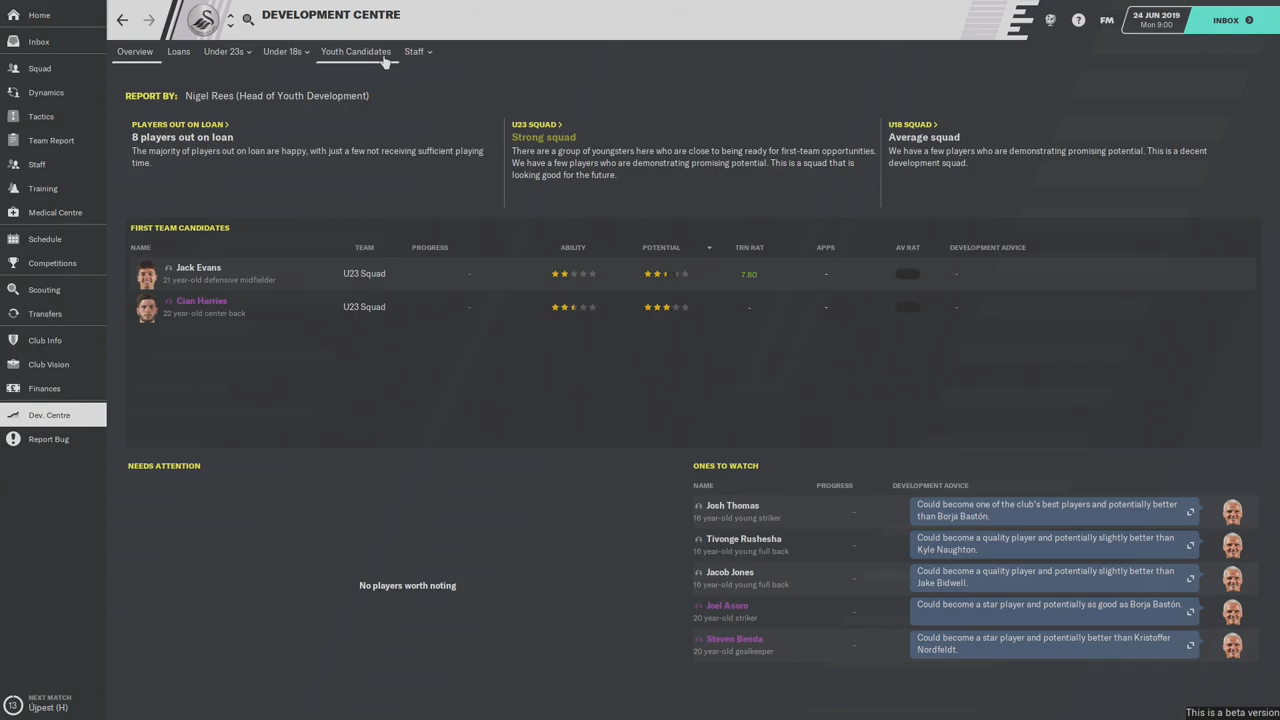 Home
DEVELOPMENT CENTRE
FM
24 JUN 2019
Mon 9:00
INBOX
Inbox
Squad
Dynamics
Tactics
Team Report
Staff
Training
Medical Centre
Schedule
Competitions
Scouting
Transfers
Club Info
Club Vision
Finances
Dev. Centre
Report Bug
13
NEXT MATCH
Újpest (H)
Overview
Loans
Under 23s
Under 18s
Youth Candidates
Staff
REPORT BY: Nigel Rees (Head of Youth Development)
PLAYERS OUT ON LOAN >
8 players out on loan
The majority of players out on loan are happy, with just a few not receiving sufficient playing
time.
U23 SQUAD >
Strong squad
There are a group of youngsters here who are close to being ready for first-team opportunities.
We have a few players who are demonstrating promising potential. This is a squad that is
looking good for the future.
U18 SQUAD >
Average squad
We have a few players who are demonstrating promising potential. This is a decent
development squad.
FIRST TEAM CANDIDATES
NAME TEAM PROGRESS ABILITY POTENTIAL TRN RAT APPS AV RAT DEVELOPMENT ADVICE
Jack Evans
21 year-old defensive midfielder
U23 Squad - 7.80 - -
Cian Harries
22 year-old center back
U23 Squad - - - -
NEEDS ATTENTION
No players worth noting
ONES TO WATCH
NAME PROGRESS DEVELOPMENT ADVICE
Josh Thomas
16 year-old young striker
-
Could become one of the club's best players and potentially better
than Borja Bastón.
Tivonge Rushesha
16 year-old young full back
-
Could become a quality player and potentially slightly better than
Kyle Naughton.
Jacob Jones
16 year-old young full back
-
Could become a quality player and potentially slightly better than
Jake Bidwell.
Joel Asoro
20 year-old striker
-
Could become a star player and potentially as good as Borja Bastón.
Steven Benda
20 year-old goalkeeper
-
Could become a star player and potentially better than Kristoffer
Nordfeldt.
This is a beta version